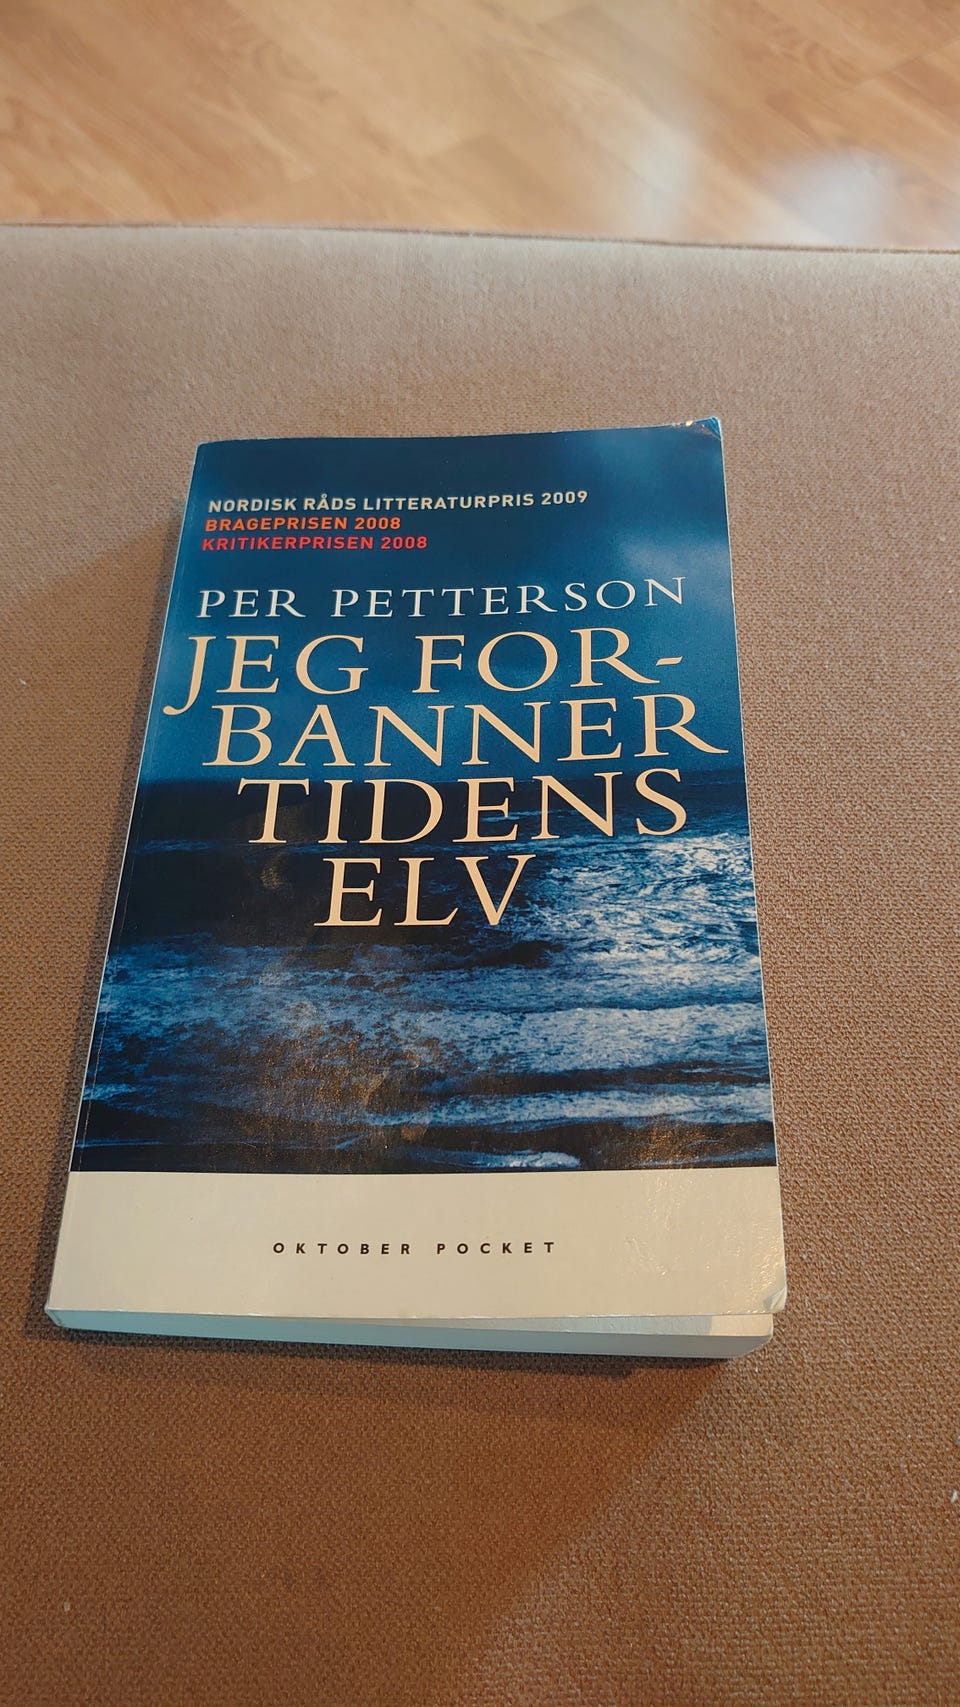 NORDISK RÅDS LITTERATURPRIS 2009
BRAGEPRISEN 2008
KRITIKERPRISEN 2008
PER PETTERSON
JEG FOR-
BANNER
TIDENS
ELV
OKTOBER POCKET